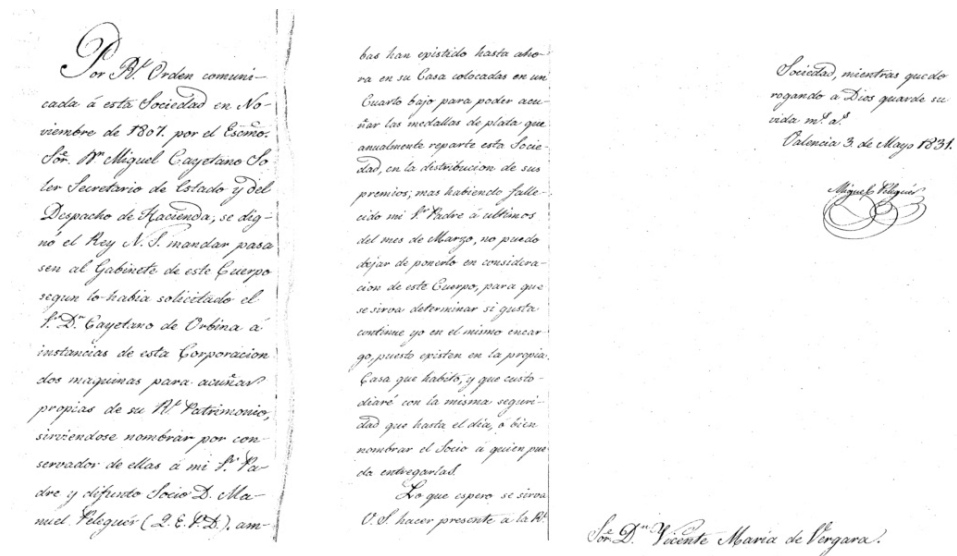 Por Rl. Orden comuni-
cada á esta Sociedad en No-
viembre de 1801. por el Escmo.
Sor. Dn Miguel Cayetano So
ler Secretario de Estado y del
Despacho de Hacienda; se dig-
nó el Rey N. S. mandar pasa
sen al Gabinete de este Cuerpo
segun lo habia solicitado el
Sr. Dn. Cayetano de Orbina á
instancias de esta Corporacion
dos maquinas para acuñar
propias de su Rl. Patrimonio,
sirviendose nombrar por con-
servador de ellas á mi Sr. Pa-
dre y difunto Socio D. Ma-
nuel Peleguér (Q. E. P. D.). am-
bas han existido hasta aho-
ra en su Casa colocadas en un
Cuarto bajo para poder acu-
ñar las medallas de plata que
anualmente reparte esta Socie-
dad, en la distribucion de sus
premios; mas habiendo falle-
cido mi Sr. Padre á ultimos
del mes de Marzo, no puedo
dejar de ponerlo en considera-
cion de este Cuerpo, para que
se sirva determinar si gusta
continue yo en el mismo encar-
go, puesto existen en la propia
Casa que habito, y que custo-
diaré con la misma seguri-
dad que hasta el dia, ó bien
nombrar el Socio á quien pue
da entregarlas.
Lo que espero se sirva
V. S. hacer presente a la Rl.
Sociedad, mientras quedo
rogando a Dios guarde su
vida ms. as.
Valencia 3. de Mayo 1831.
Miguel Peleguér
Sor. Dn. Vicente Maria de Vergara.